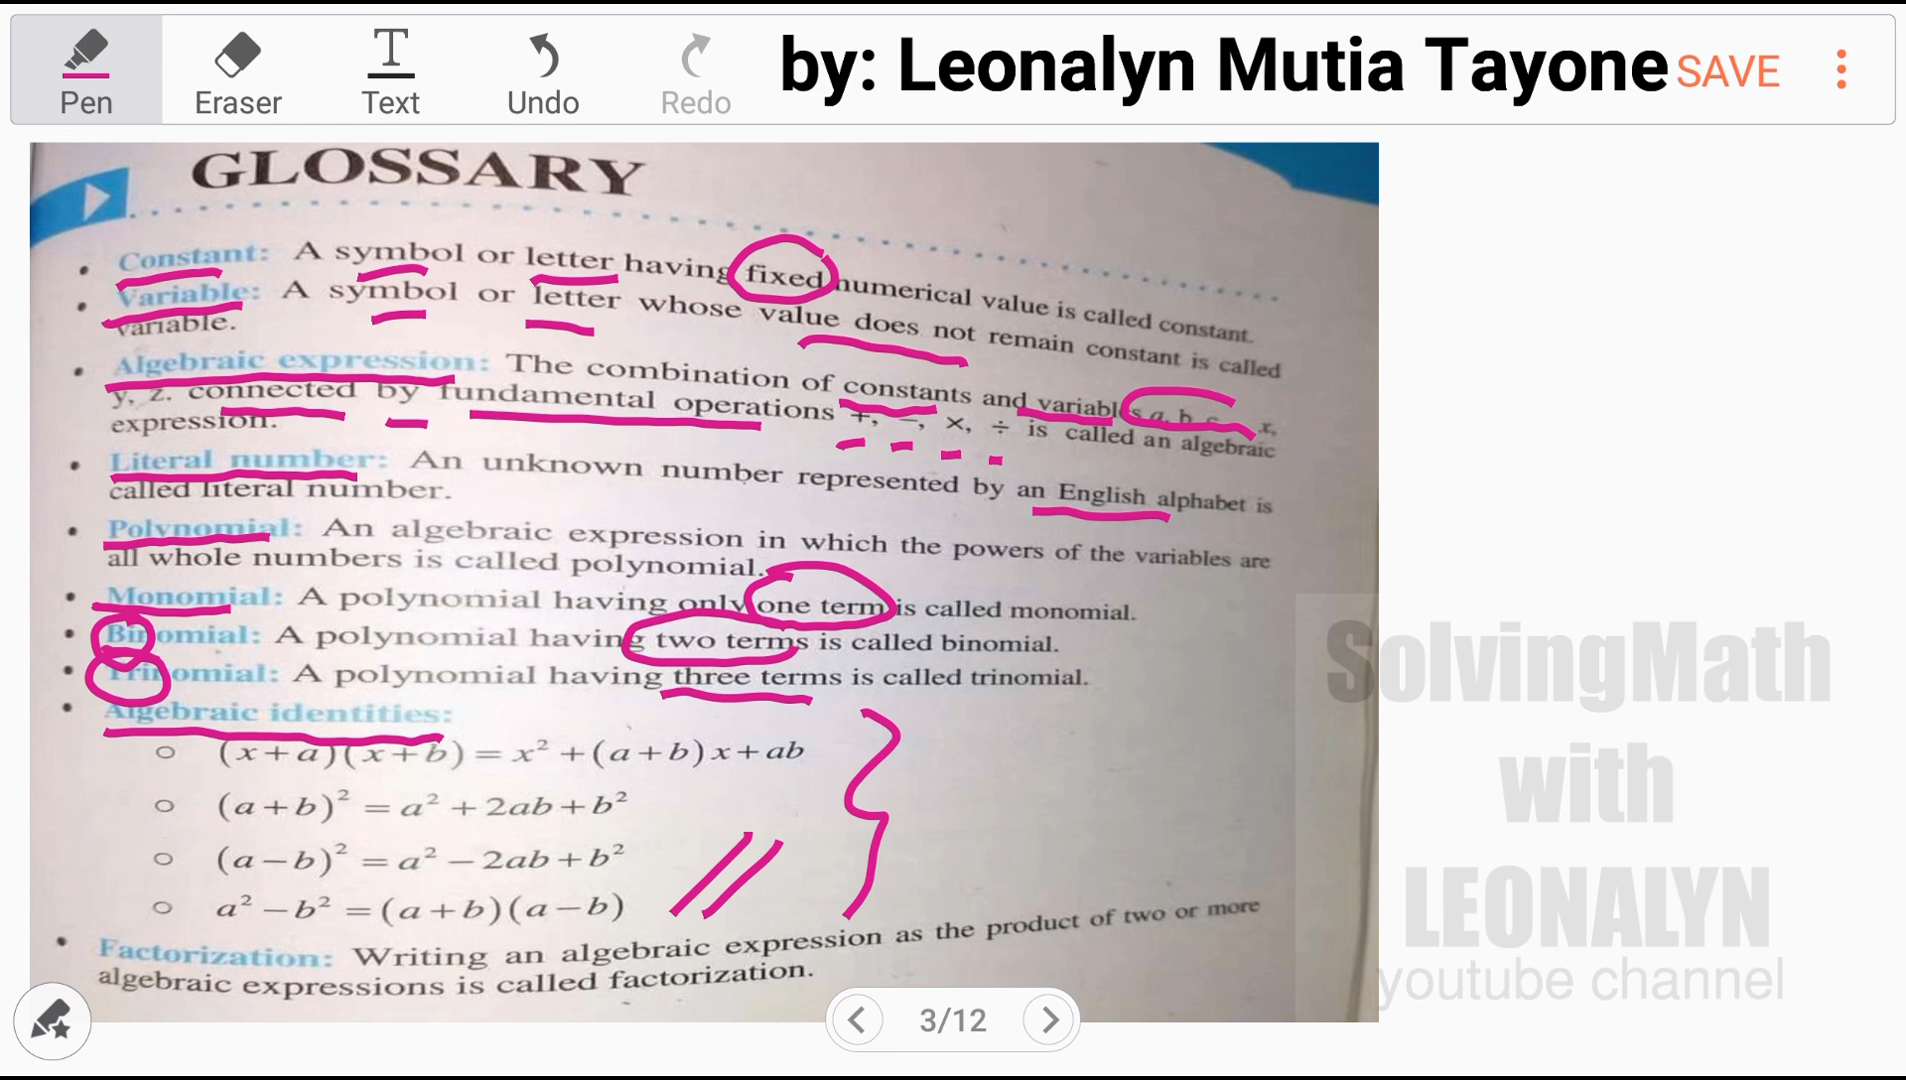 Pen
Eraser
Text
Undo
Redo
by: Leonalyn Mutia Tayone
SAVE
GLOSSARY
• Constant: A symbol or letter having fixed numerical value is called constant.
• Variable: A symbol or letter whose value does not remain constant is called
variable.
• Algebraic expression: The combination of constants and variables a, b, c x,
y, z. connected by fundamental operations +, −, ×, ÷ is called an algebraic
expression.
• Literal number: An unknown number represented by an English alphabet is
called literal number.
• Polynomial: An algebraic expression in which the powers of the variables are
all whole numbers is called polynomial.
• Monomial: A polynomial having only one term is called monomial.
• Binomial: A polynomial having two terms is called binomial.
• Trinomial: A polynomial having three terms is called trinomial.
• Algebraic identities:
○ (x+a)(x+b) = x² + (a+b)x + ab
○ (a+b)² = a² + 2ab + b²
○ (a−b)² = a² − 2ab + b²
○ a² − b² = (a+b)(a−b)
• Factorization: Writing an algebraic expression as the product of two or more
algebraic expressions is called factorization.
3/12
SolvingMath
with
LEONALYN
youtube channel